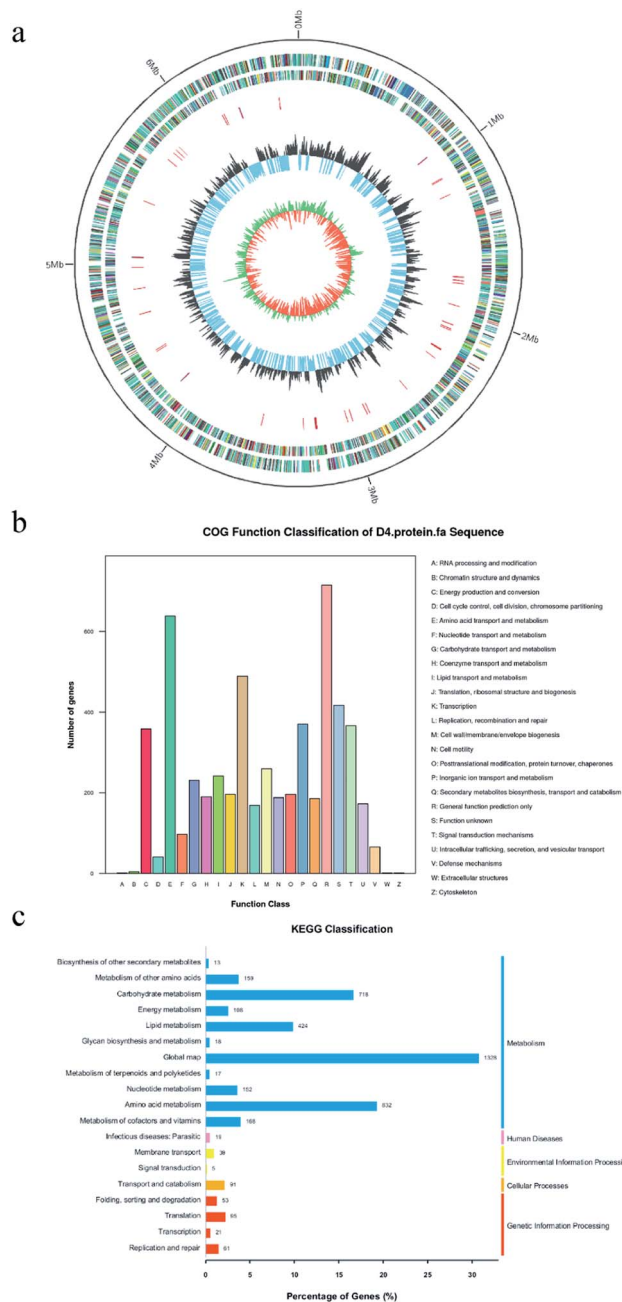 a
0Mb
1Mb
2Mb
3Mb
4Mb
5Mb
6Mb
b
COG Function Classification of D4.protein.fa Sequence
Number of genes
600
400
200
0
A B C D E F G H I J K L M N O P Q R S T U V W Z
Function Class
A: RNA processing and modification
B: Chromatin structure and dynamics
C: Energy production and conversion
D: Cell cycle control, cell division, chromosome partitioning
E: Amino acid transport and metabolism
F: Nucleotide transport and metabolism
G: Carbohydrate transport and metabolism
H: Coenzyme transport and metabolism
I: Lipid transport and metabolism
J: Translation, ribosomal structure and biogenesis
K: Transcription
L: Replication, recombination and repair
M: Cell wall/membrane/envelope biogenesis
N: Cell motility
O: Posttranslational modification, protein turnover, chaperones
P: Inorganic ion transport and metabolism
Q: Secondary metabolites biosynthesis, transport and catabolism
R: General function prediction only
S: Function unknown
T: Signal transduction mechanisms
U: Intracellular trafficking, secretion, and vesicular transport
V: Defense mechanisms
W: Extracellular structures
Z: Cytoskeleton
c
KEGG Classification
Biosynthesis of other secondary metabolites
Metabolism of other amino acids 159
Carbohydrate metabolism 718
Energy metabolism
Lipid metabolism 424
Glycan biosynthesis and metabolism
Global map
Metabolism of terpenoids and polyketides 17
Nucleotide metabolism 152
Amino acid metabolism 832
Metabolism of cofactors and vitamins
Infectious diseases: Parasitic
Membrane transport 39
Signal transduction 5
Transport and catabolism 91
Folding, sorting and degradation 53
Translation
Transcription 21
Replication and repair 61
Metabolism
Human Diseases
Environmental Information Processi
Cellular Processes
Genetic Information Processing
0 5 10 15 20 25 30
Percentage of Genes (%)